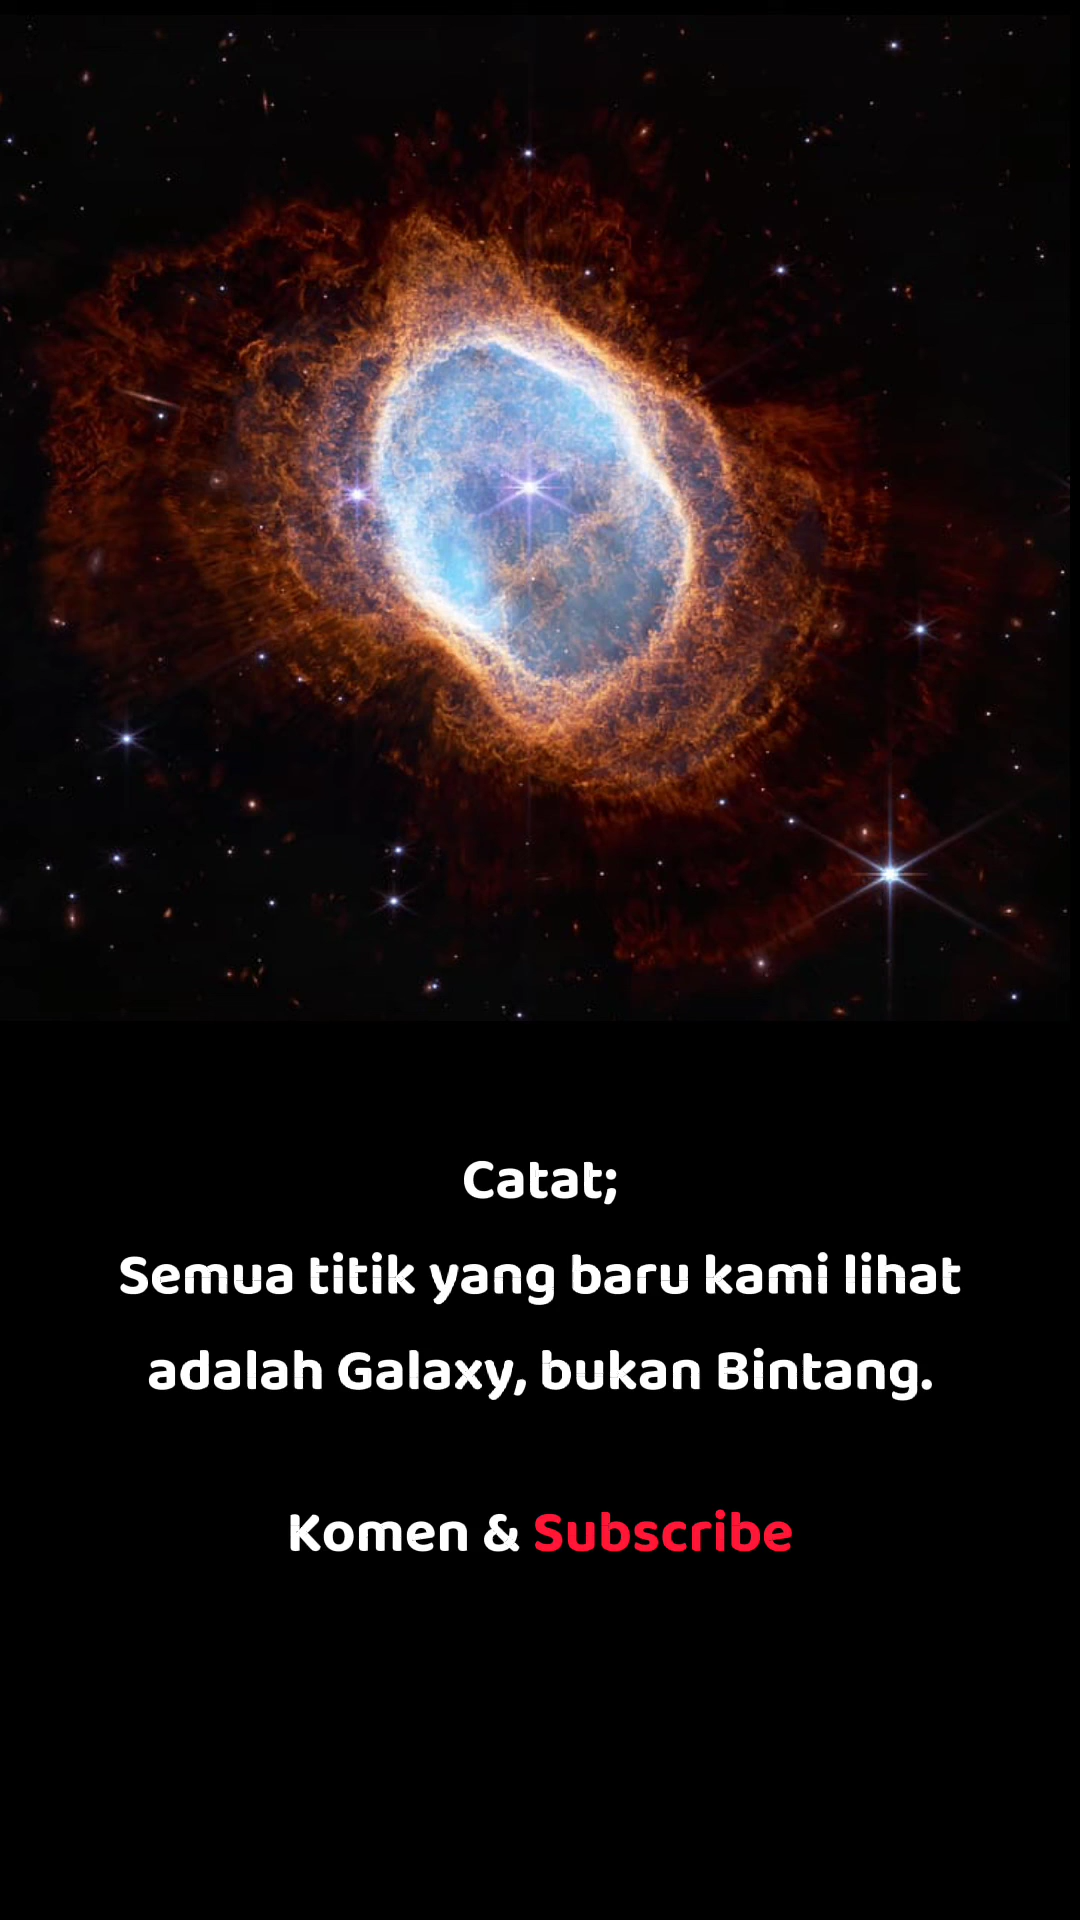 Catat;
Semua titik yang baru kami lihat
adalah Galaxy, bukan Bintang.
Komen & Subscribe